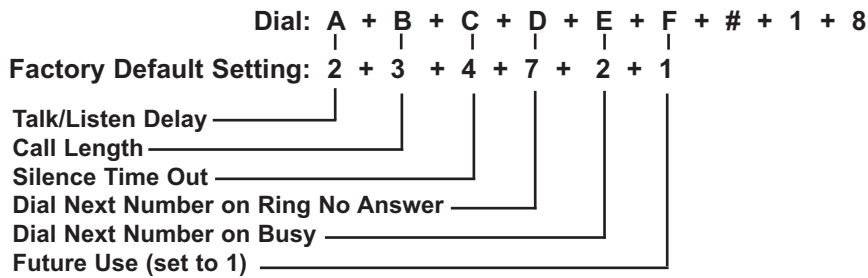 Dial: A + B + C + D + E + F + # + 1 + 8
Factory Default Setting: 2 + 3 + 4 + 7 + 2 + 1
Talk/Listen Delay
Call Length
Silence Time Out
Dial Next Number on Ring No Answer
Dial Next Number on Busy
Future Use (set to 1)